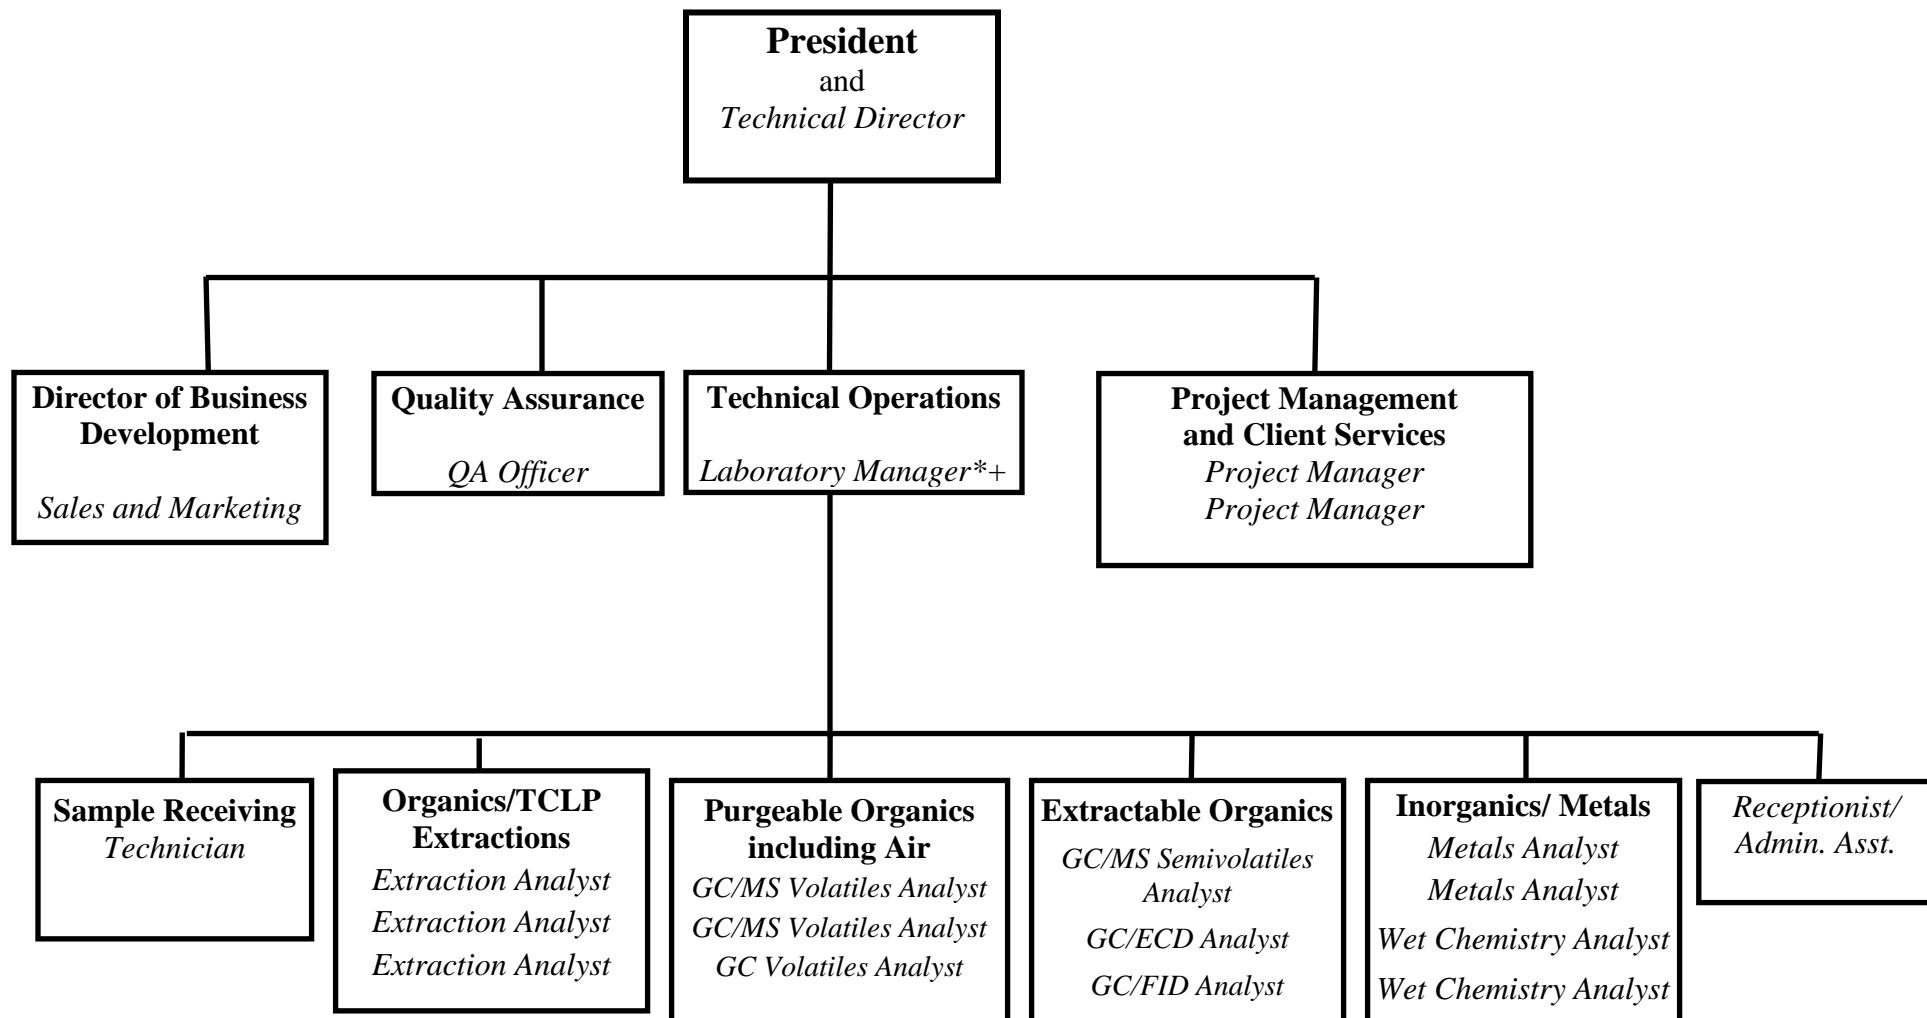 President
and
Technical Director
Director of Business
Development
Sales and Marketing
Quality Assurance
QA Officer
Technical Operations
Laboratory Manager*+
Project Management
and Client Services
Project Manager
Project Manager
Sample Receiving
Technician
Organics/TCLP
Extractions
Extraction Analyst
Extraction Analyst
Extraction Analyst
Purgeable Organics
including Air
GC/MS Volatiles Analyst
GC/MS Volatiles Analyst
GC Volatiles Analyst
Extractable Organics
GC/MS Semivolatiles
Analyst
GC/ECD Analyst
GC/FID Analyst
Inorganics/ Metals
Metals Analyst
Metals Analyst
Wet Chemistry Analyst
Wet Chemistry Analyst
Receptionist/
Admin. Asst.